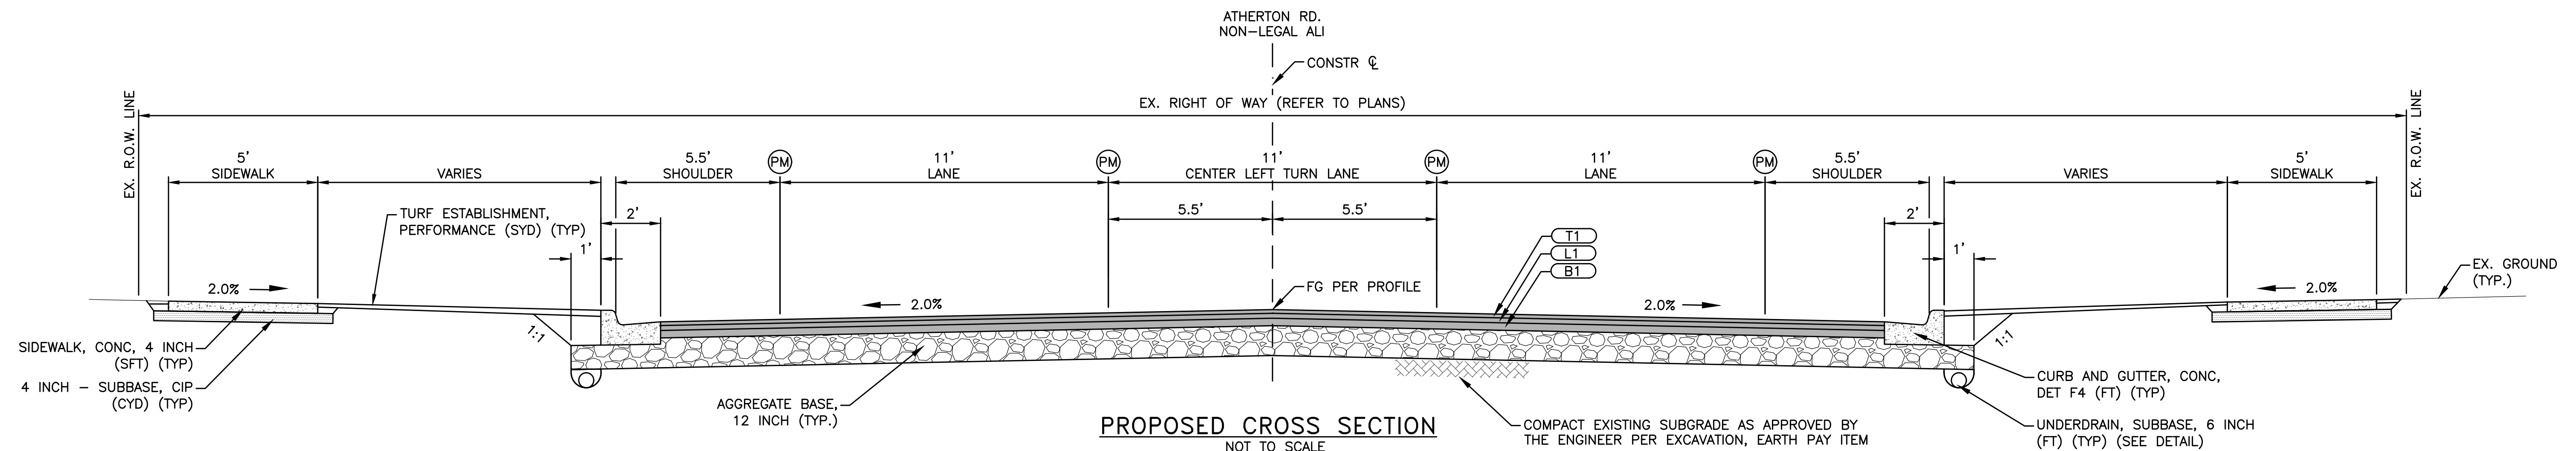 ATHERTON RD.
NON-LEGAL ALI
CONSTR ℄
EX. R.O.W. LINE
EX. RIGHT OF WAY (REFER TO PLANS)
EX. R.O.W. LINE
5'
SIDEWALK
VARIES
5.5'
SHOULDER
PM
11'
LANE
PM
11'
CENTER LEFT TURN LANE
PM
11'
LANE
PM
5.5'
SHOULDER
VARIES
5'
SIDEWALK
TURF ESTABLISHMENT,
PERFORMANCE (SYD) (TYP)
2'
1'
5.5'
5.5'
T1
L1
B1
2'
1'
EX. GROUND
(TYP.)
2.0%
2.0%
FG PER PROFILE
2.0%
2.0%
1:1
1:1
SIDEWALK, CONC, 4 INCH
(SFT) (TYP)
4 INCH - SUBBASE, CIP
(CYD) (TYP)
AGGREGATE BASE,
12 INCH (TYP.)
COMPACT EXISTING SUBGRADE AS APPROVED BY
THE ENGINEER PER EXCAVATION, EARTH PAY ITEM
CURB AND GUTTER, CONC,
DET F4 (FT) (TYP)
UNDERDRAIN, SUBBASE, 6 INCH
(FT) (TYP) (SEE DETAIL)
PROPOSED CROSS SECTION
NOT TO SCALE